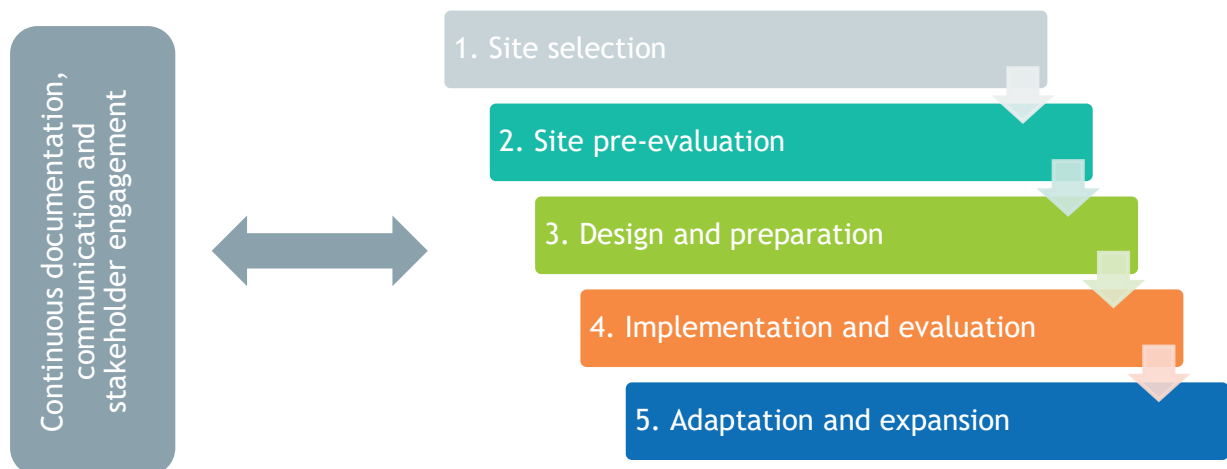 Continuous documentation,
communication and
stakeholder engagement
1. Site selection
2. Site pre-evaluation
3. Design and preparation
4. Implementation and evaluation
5. Adaptation and expansion